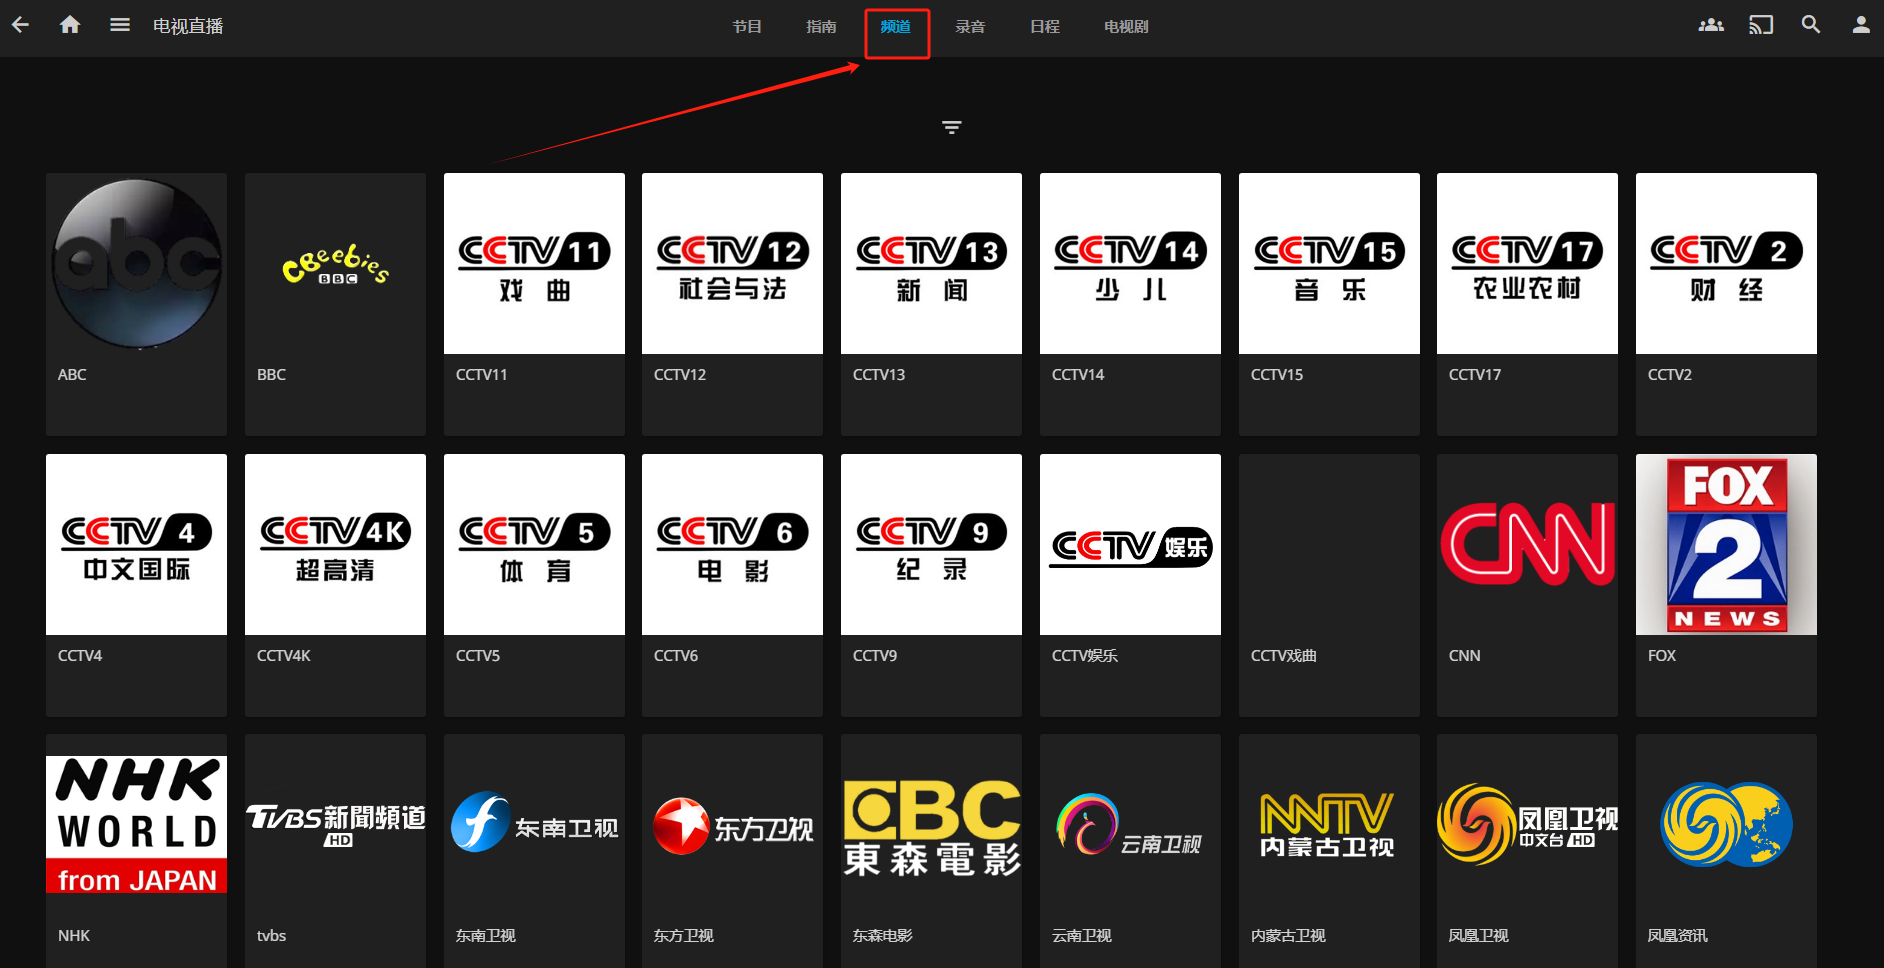 电视直播
节目 指南 频道 录音 日程 电视剧
abc
CBeebies
BBC
CCTV 11
戏曲
CCTV 12
社会与法
CCTV 13
新闻
CCTV 14
少儿
CCTV 15
音乐
CCTV 17
农业农村
CCTV 2
财经
ABC
BBC
CCTV11
CCTV12
CCTV13
CCTV14
CCTV15
CCTV17
CCTV2
CCTV 4
中文国际
CCTV 4K
超高清
CCTV 5
体育
CCTV 6
电影
CCTV 9
纪录
CCTV 娱乐
CNN
FOX
2
NEWS
CCTV4
CCTV4K
CCTV5
CCTV6
CCTV9
CCTV娱乐
CCTV戏曲
CNN
FOX
NHK
WORLD
from JAPAN
TVBS新聞頻道
HD
东南卫视
东方卫视
CBC
東森電影
云南卫视
NNTV
内蒙古卫视
凤凰卫视
中文台 HD
NHK
tvbs
东南卫视
东方卫视
东森电影
云南卫视
内蒙古卫视
凤凰卫视
凤凰资讯